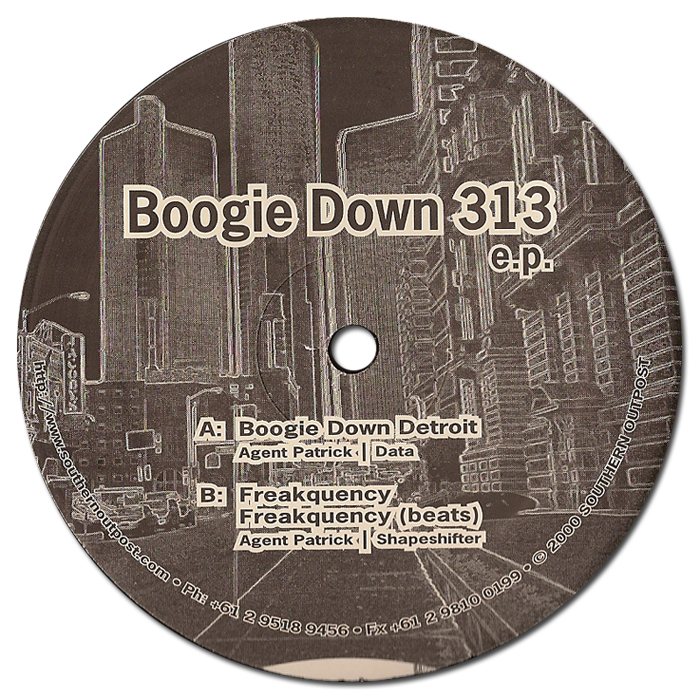 Boogie Down 313
e.p.
A: Boogie Down Detroit
Agent Patrick | Data
B: Freakquency
Freakquency (beats)
Agent Patrick | Shapeshifter
http://www.southernoutpost.com • Ph: +61 2 9518 9456 • Fx +61 2 9810 0199 • © 2000 SOUTHERN OUTPOST